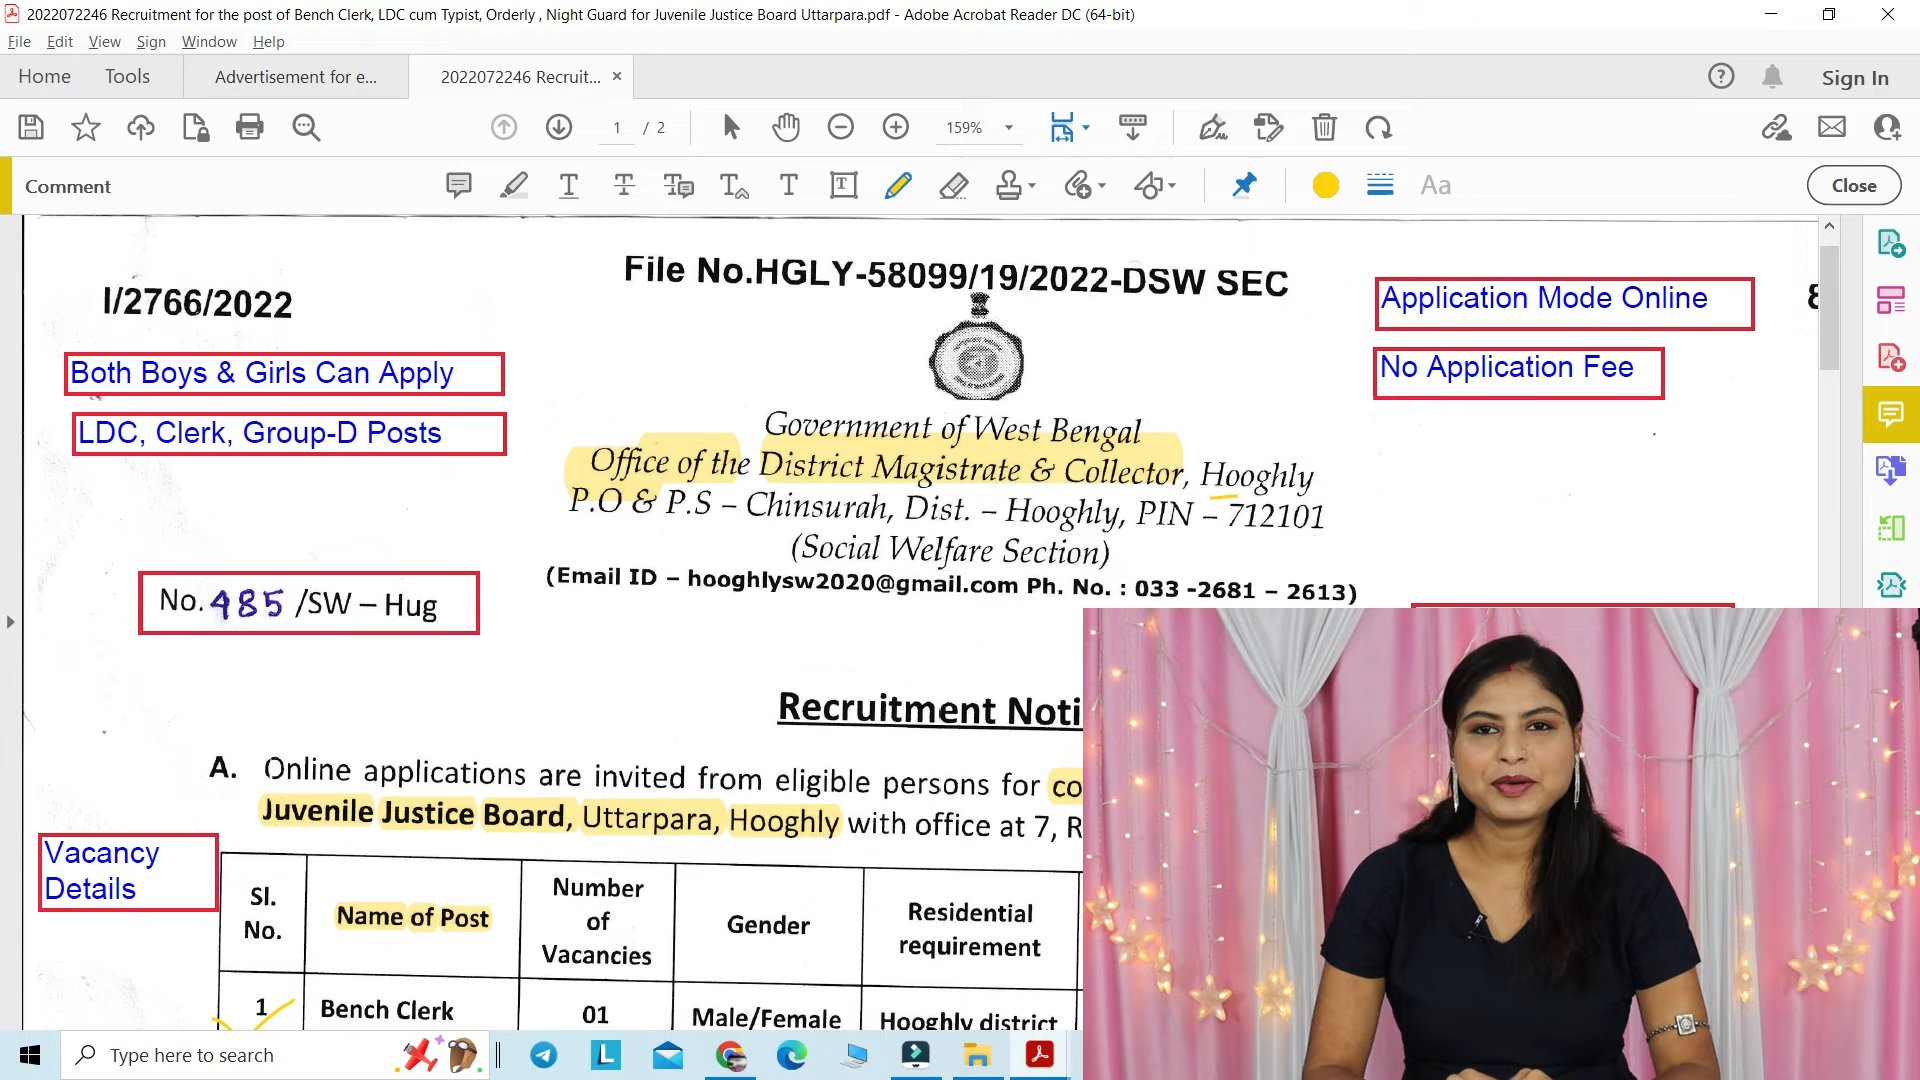 2022072246 Recruitment for the post of Bench Clerk, LDC cum Typist, Orderly , Night Guard for Juvenile Justice Board Uttarpara.pdf - Adobe Acrobat Reader DC (64-bit)
File Edit View Sign Window Help
Home Tools Advertisement for e... 2022072246 Recruit... × Sign In
1 / 2 159%
Comment Aa Close
File No.HGLY-58099/19/2022-DSW SEC
I/2766/2022
Application Mode Online
Both Boys & Girls Can Apply
No Application Fee
LDC, Clerk, Group-D Posts
Government of West Bengal
Office of the District Magistrate & Collector, Hooghly
P.O & P.S – Chinsurah, Dist. – Hooghly, PIN – 712101
(Social Welfare Section)
(Email ID – hooghlysw2020@gmail.com Ph. No. : 033 -2681 – 2613)
No. 485 /SW – Hug
Recruitment Noti
A. Online applications are invited from eligible persons for co
Juvenile Justice Board, Uttarpara, Hooghly with office at 7, R
Vacancy
Details
Sl.
No.
Name of Post
Number
of
Vacancies
Gender
Residential
requirement
1 Bench Clerk 01 Male/Female Hooghly district
Type here to search